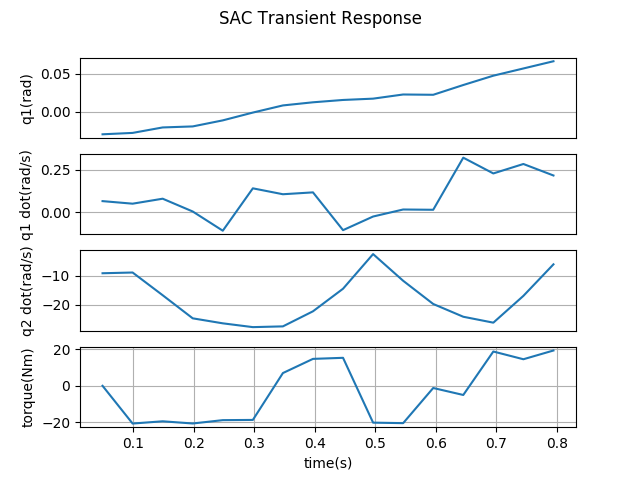 SAC Transient Response
q1(rad)
0.05
0.00
q1 dot(rad/s)
0.25
0.00
q2 dot(rad/s)
−10
−20
torque(Nm)
20
0
−20
0.1 0.2 0.3 0.4 0.5 0.6 0.7 0.8
time(s)